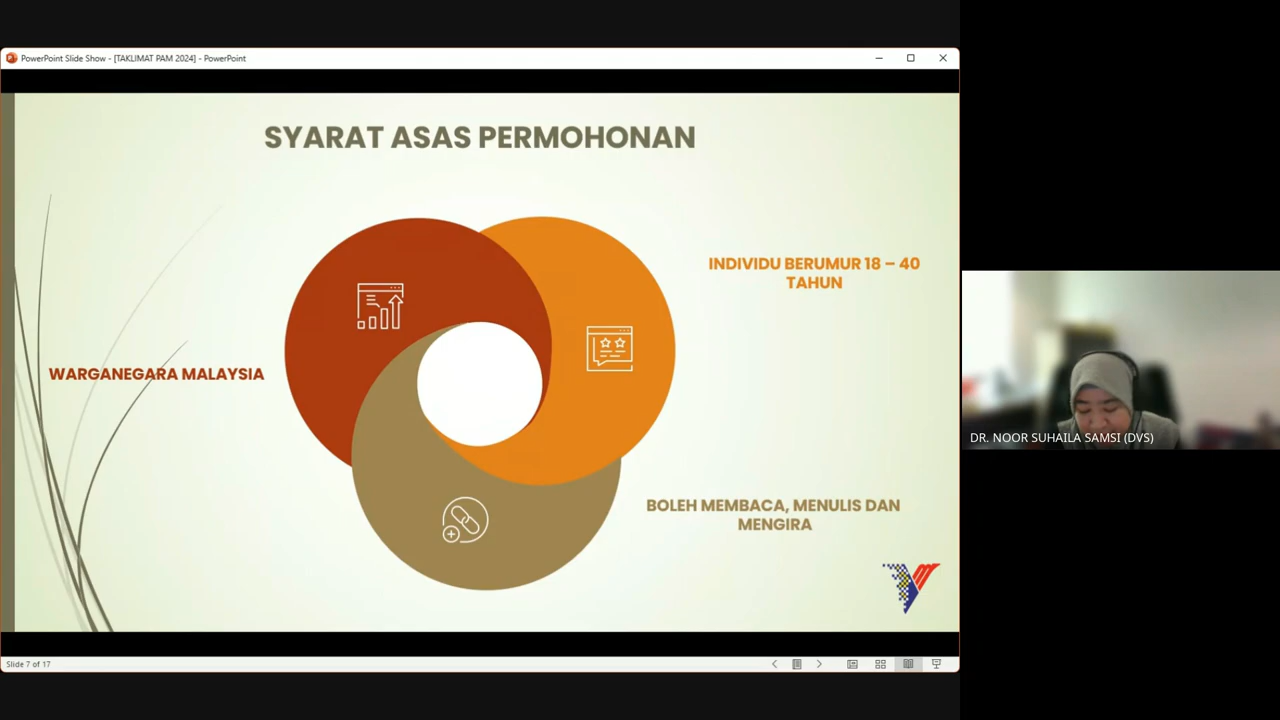 PowerPoint Slide Show - [TAKLIMAT PAM 2024] - PowerPoint
SYARAT ASAS PERMOHONAN
INDIVIDU BERUMUR 18 – 40
TAHUN
WARGANEGARA MALAYSIA
BOLEH MEMBACA, MENULIS DAN
MENGIRA
Slide 7 of 17
DR. NOOR SUHAILA SAMSI (DVS)